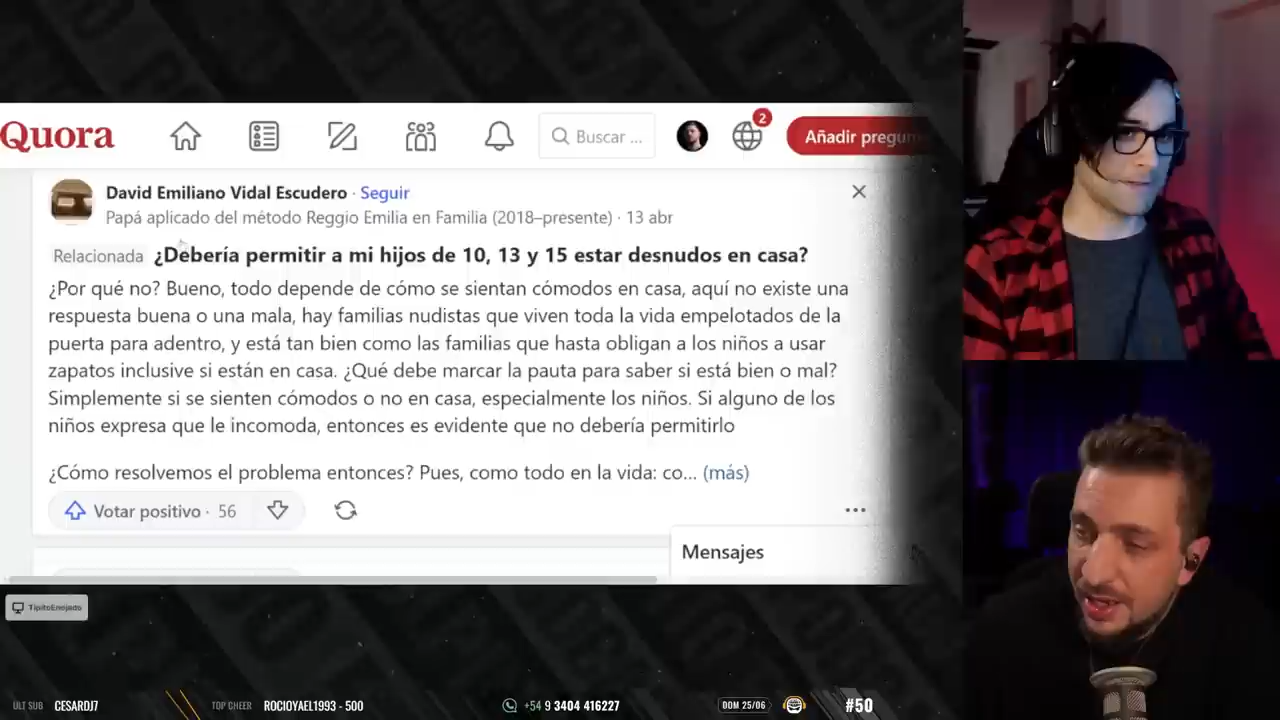 Quora
Buscar ...
2
Añadir pregun
David Emiliano Vidal Escudero · Seguir
Papá aplicado del método Reggio Emilia en Familia (2018–presente) · 13 abr
Relacionada ¿Debería permitir a mi hijos de 10, 13 y 15 estar desnudos en casa?
¿Por qué no? Bueno, todo depende de cómo se sientan cómodos en casa, aquí no existe una
respuesta buena o una mala, hay familias nudistas que viven toda la vida empelotados de la
puerta para adentro, y está tan bien como las familias que hasta obligan a los niños a usar
zapatos inclusive si están en casa. ¿Qué debe marcar la pauta para saber si está bien o mal?
Simplemente si se sienten cómodos o no en casa, especialmente los niños. Si alguno de los
niños expresa que le incomoda, entonces es evidente que no debería permitirlo
¿Cómo resolvemos el problema entonces? Pues, como todo en la vida: co... (más)
Votar positivo · 56
Mensajes
TipitoEnojado
ÚLT SUB CESARDJ7 TOP CHEER ROCIOYAEL1993 - 500 +54 9 3404 416227 DOM 25/06 #50